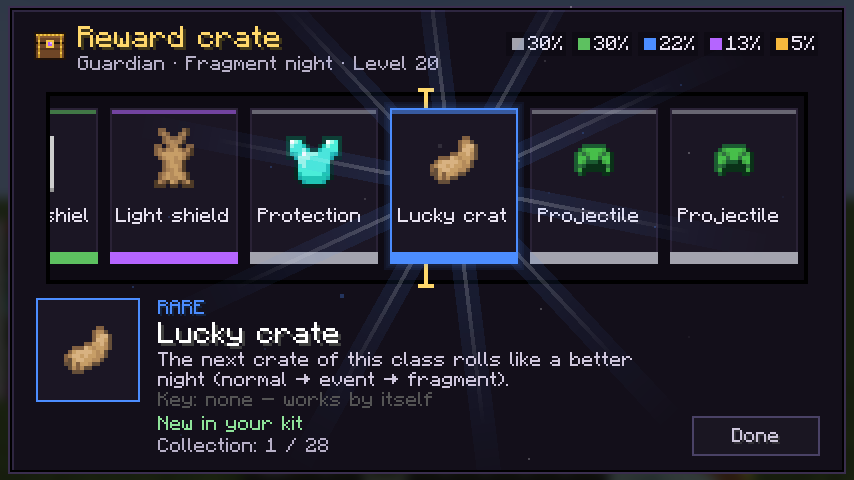 Reward crate
Guardian · Fragment night · Level 20
30% 30% 22% 13% 5%
shiel
Light shield
Protection
Lucky crat
Projectile
Projectile
RARE
Lucky crate
The next crate of this class rolls like a better
night (normal → event → fragment).
Key: none — works by itself
New in your kit
Collection: 1 / 28
Done